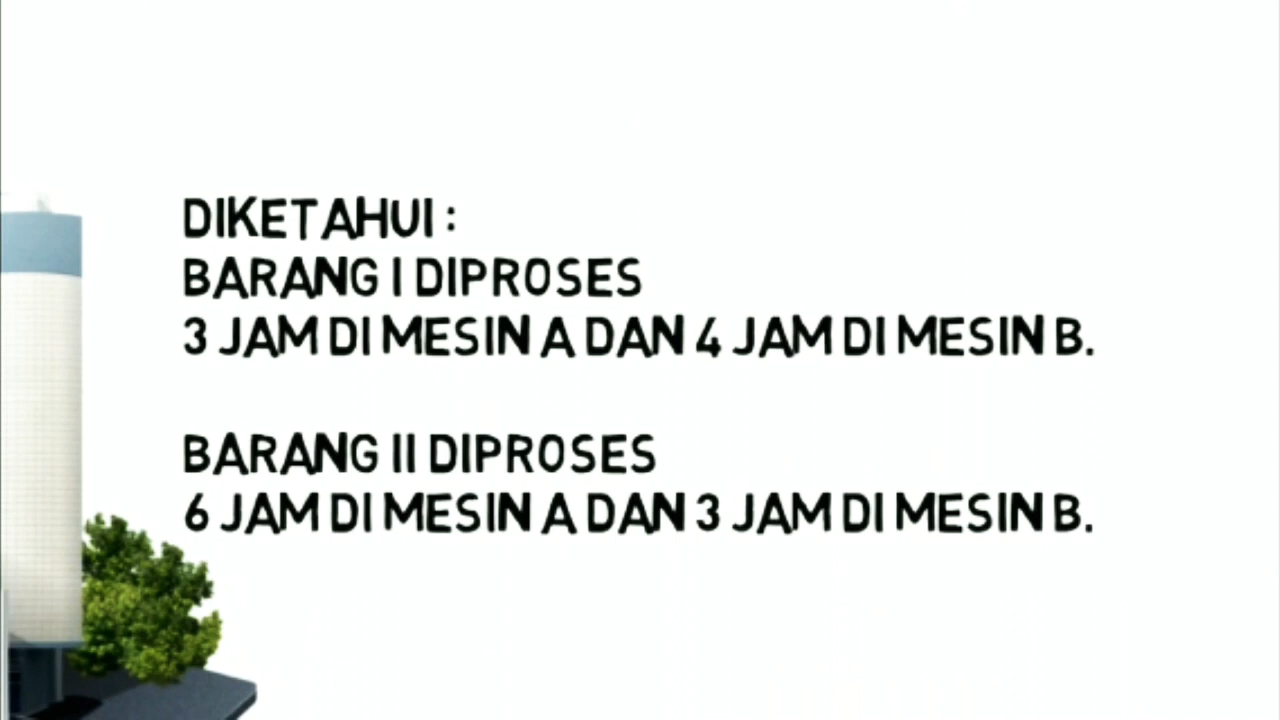 DIKETAHUI :
BARANG I DIPROSES
3 JAM DI MESIN A DAN 4 JAM DI MESIN B.
BARANG II DIPROSES
6 JAM DI MESIN A DAN 3 JAM DI MESIN B.